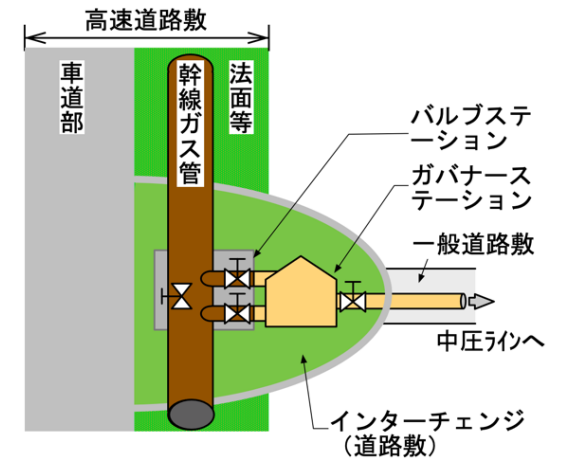 高速道路敷
車道部
幹線ガス管
法面等
バルブステ
ーション
ガバナース
テーション
一般道路敷
中圧ラインへ
インターチェンジ
（道路敷）